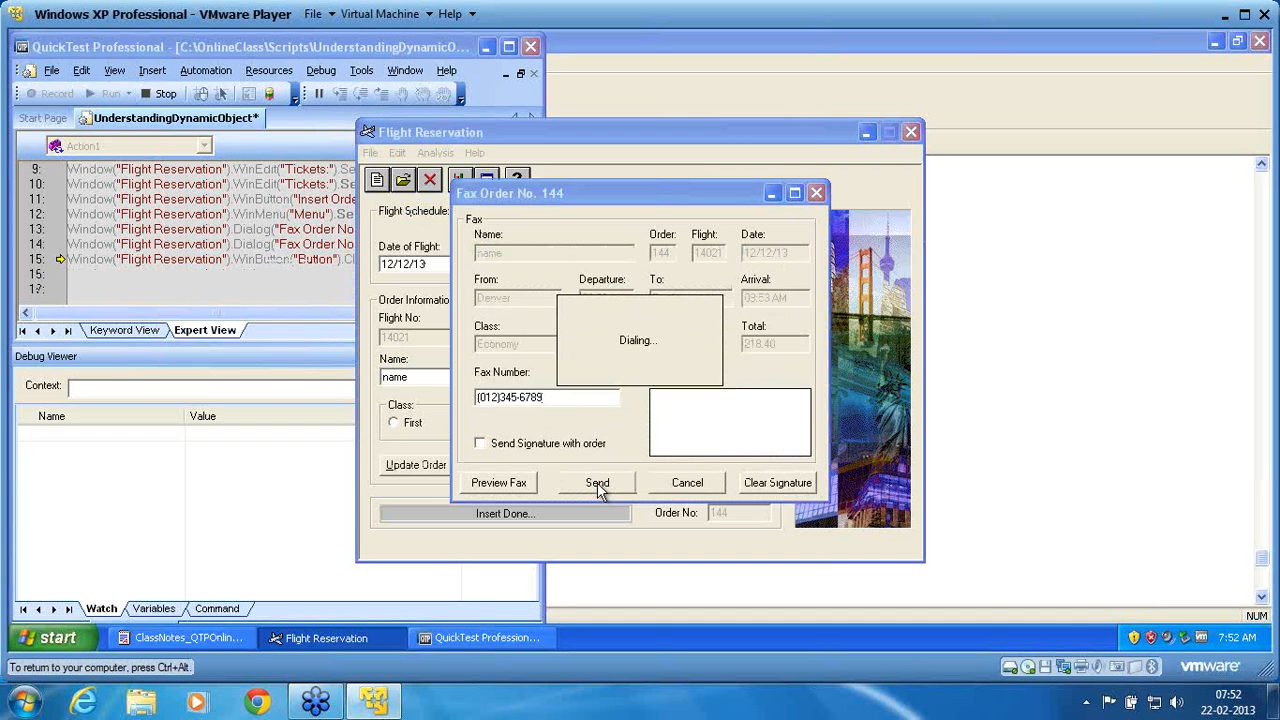 Windows XP Professional - VMware Player File Virtual Machine Help
QuickTest Professional - [C:\OnlineClass\Scripts\UnderstandingDynamicO...
File Edit View Insert Automation Resources Debug Tools Window Help
Record Run Stop
Start Page UnderstandingDynamicObject*
Action1
9: Window("Flight Reservation").WinEdit("Tickets:").Se
10: Window("Flight Reservation").WinEdit("Tickets:").Se
11: Window("Flight Reservation").WinButton("Insert Orde
12: Window("Flight Reservation").WinMenu("Menu").Se
13: Window("Flight Reservation").Dialog("Fax Order No
14: Window("Flight Reservation").Dialog("Fax Order No
15: Window("Flight Reservation").WinButton("Button").C
Keyword View Expert View
Debug Viewer
Context:
Name Value
Watch Variables Command
Flight Reservation
File Edit Analysis Help
Flight Schedule:
Date of Flight:
12/12/13
Order Information
Flight No:
14021
Name:
name
Class:
First
Update Order
Insert Done...
Order No: 144
Fax Order No. 144
Fax
Name: Order: Flight: Date:
name 144 14021 12/12/13
From: Departure: To: Arrival:
Denver 03:53 AM
Class: Total:
Economy 218.40
Dialing...
Fax Number:
(012)345-6789
Send Signature with order
Preview Fax Send Cancel Clear Signature
NUM
start ClassNotes_QTPOnlin... Flight Reservation QuickTest Profession... 7:52 AM
To return to your computer, press Ctrl+Alt.
vmware
07:52
22-02-2013